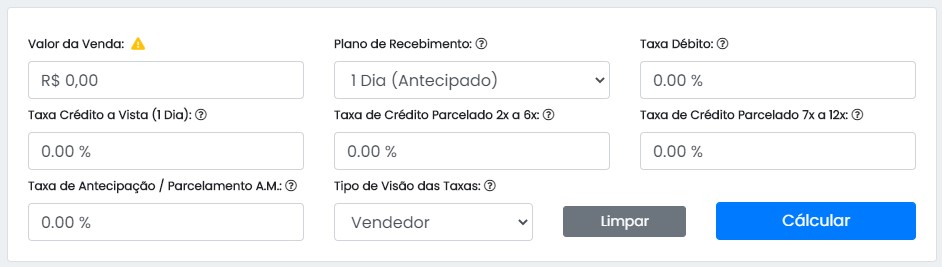 Valor da Venda:
Plano de Recebimento:
Taxa Débito:
R$ 0,00
1 Dia (Antecipado)
0.00 %
Taxa Crédito a Vista (1 Dia):
Taxa de Crédito Parcelado 2x a 6x:
Taxa de Crédito Parcelado 7x a 12x:
0.00 %
0.00 %
0.00 %
Taxa de Antecipação / Parcelamento A.M.:
Tipo de Visão das Taxas:
0.00 %
Vendedor
Limpar
Cálcular